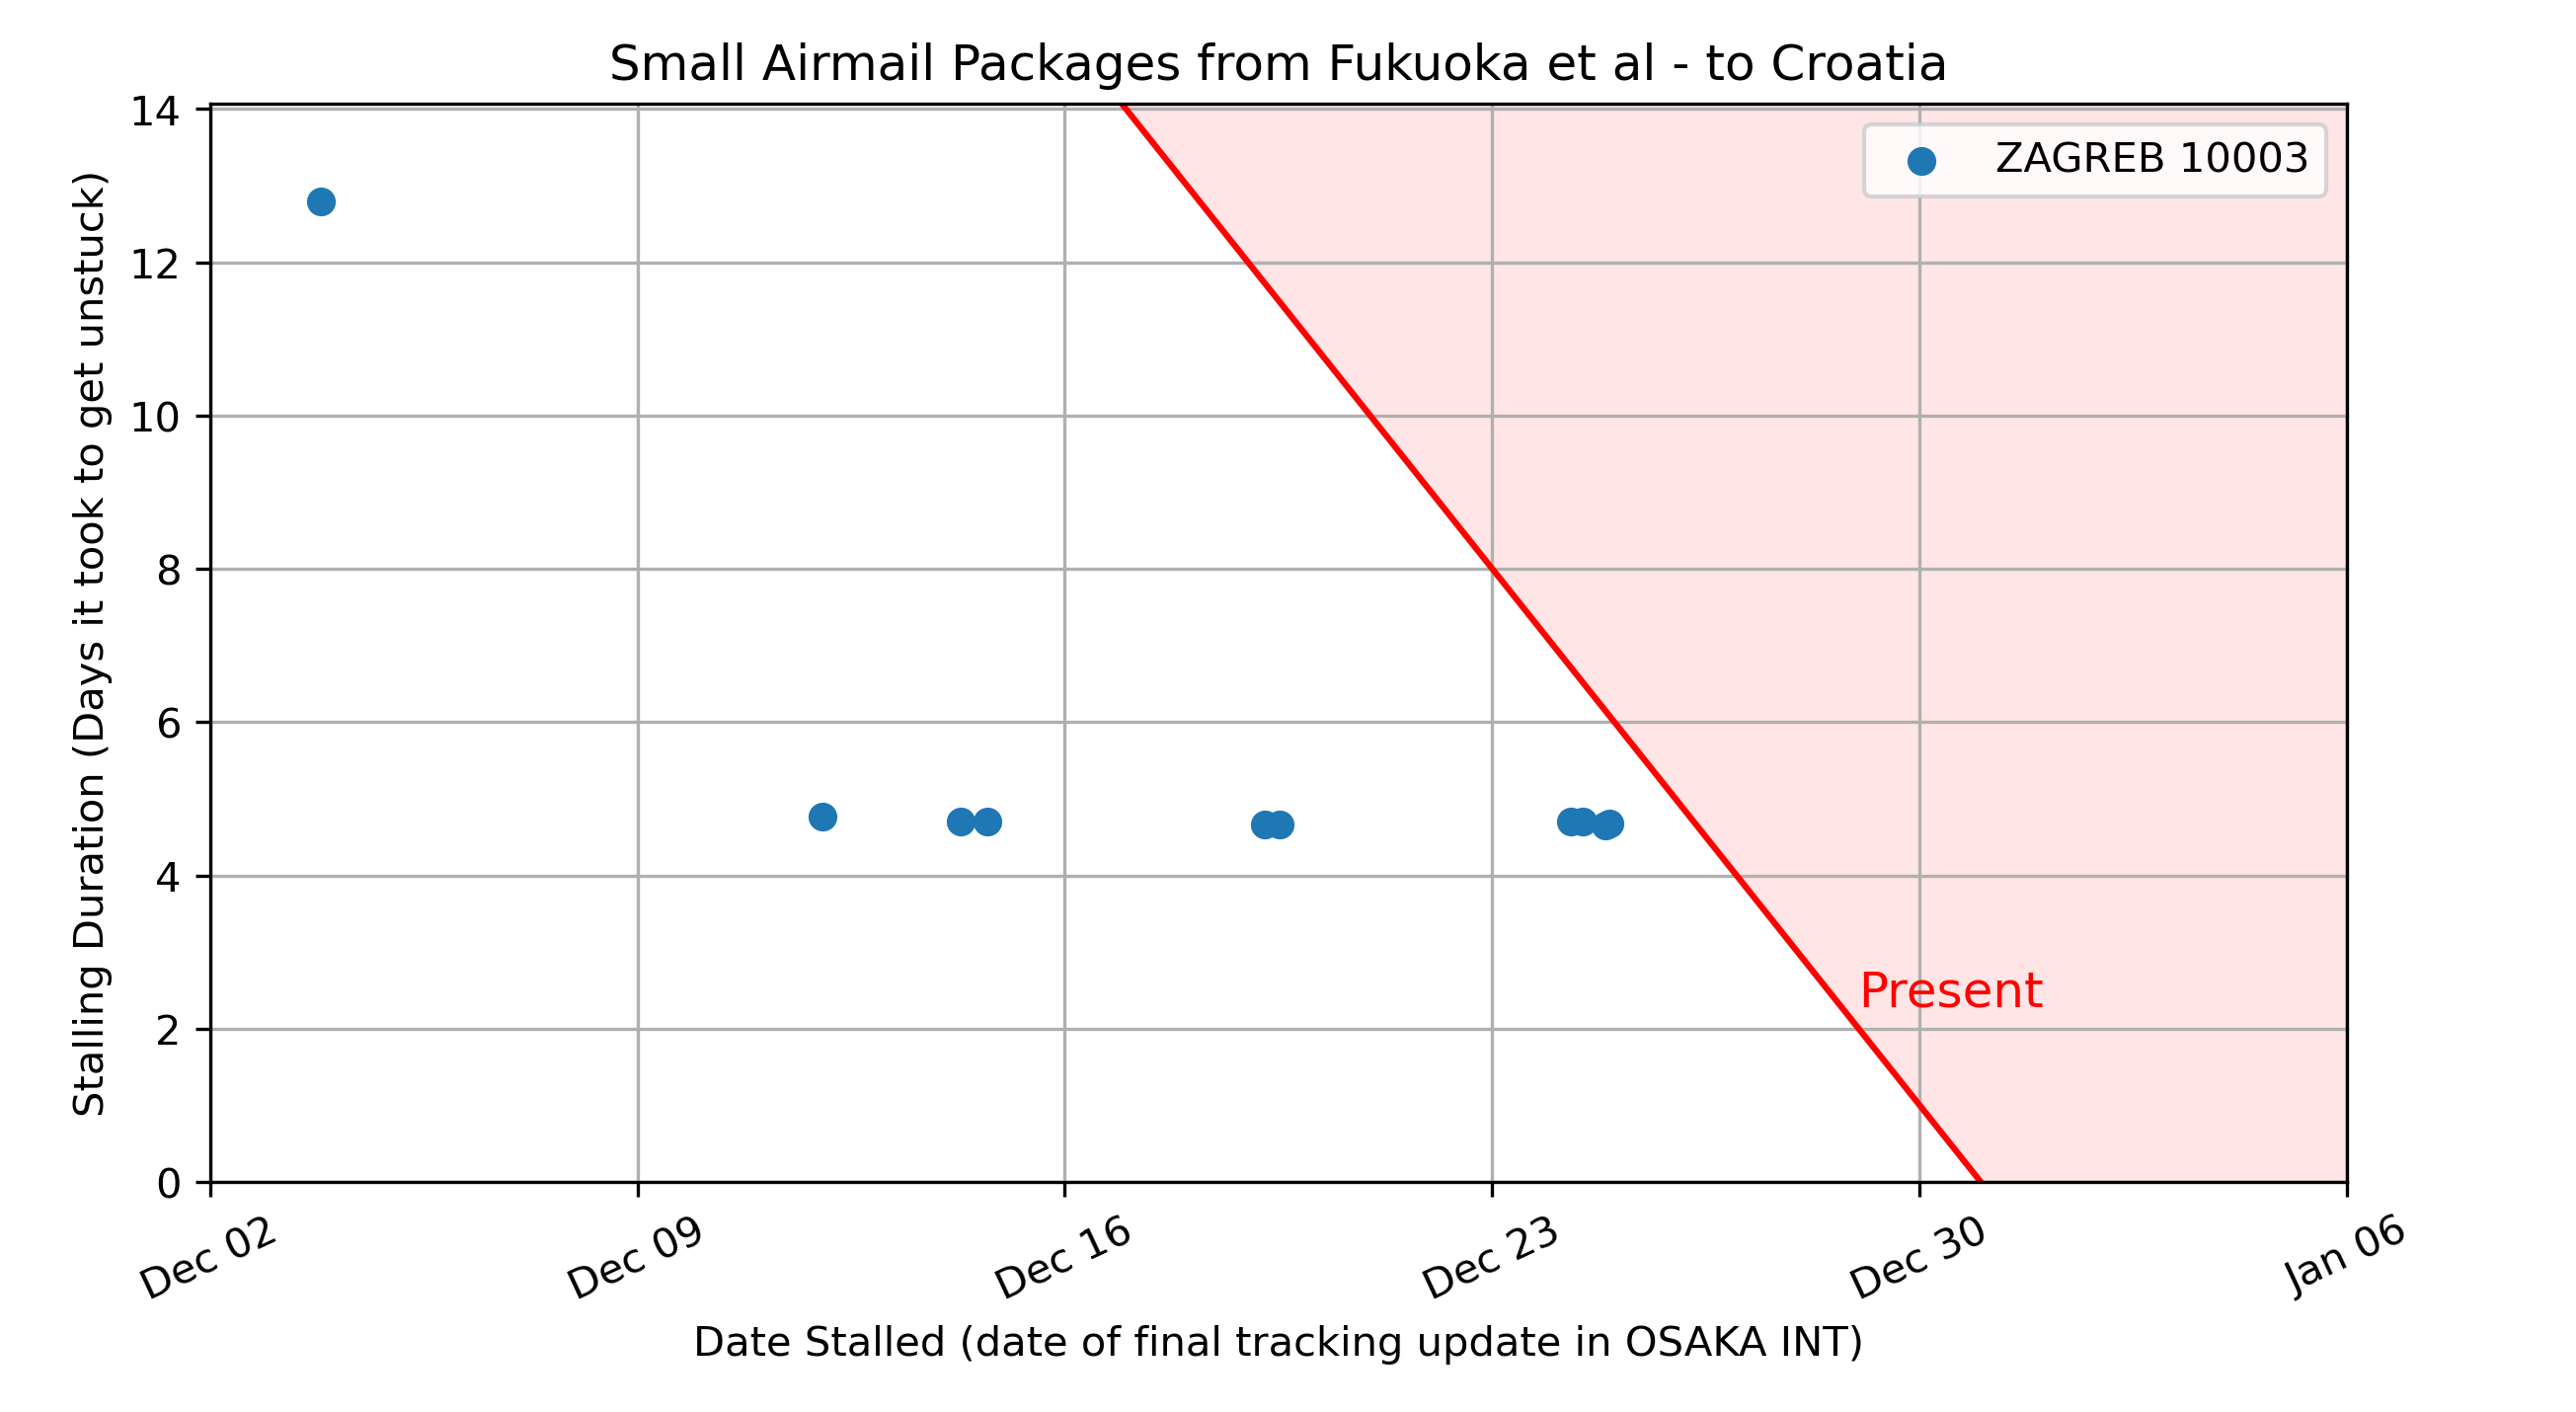 Small Airmail Packages from Fukuoka et al - to Croatia
ZAGREB 10003
Stalling Duration (Days it took to get unstuck)
14
12
10
8
6
4
2
0
Present
Dec 02
Dec 09
Dec 16
Dec 23
Dec 30
Jan 06
Date Stalled (date of final tracking update in OSAKA INT)